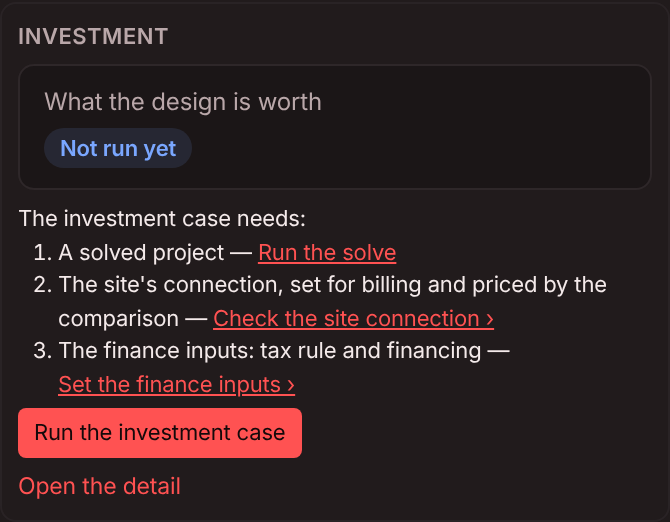 INVESTMENT
What the design is worth
Not run yet
The investment case needs:
1. A solved project — Run the solve
2. The site's connection, set for billing and priced by the
comparison — Check the site connection ›
3. The finance inputs: tax rule and financing —
Set the finance inputs ›
Run the investment case
Open the detail